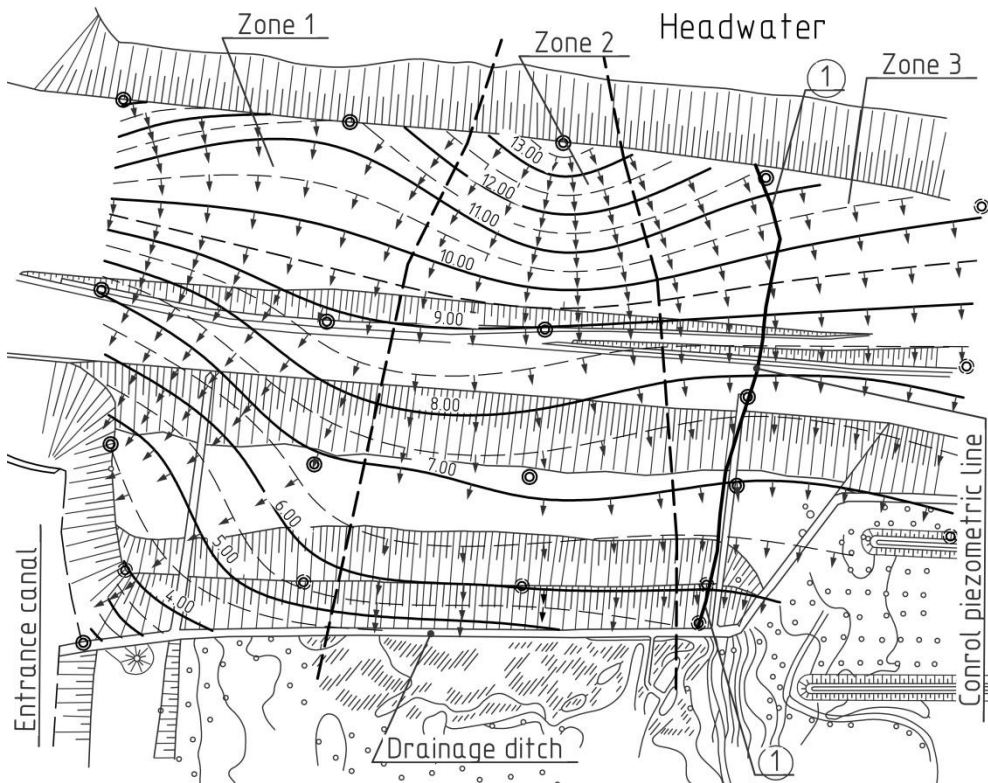 Headwater
Zone 1
Zone 2
1
Zone 3
13.00
12.00
11.00
10.00
9.00
8.00
7.00
6.00
5.00
4.00
Entrance canal
Conrol piezometric line
Drainage ditch
1